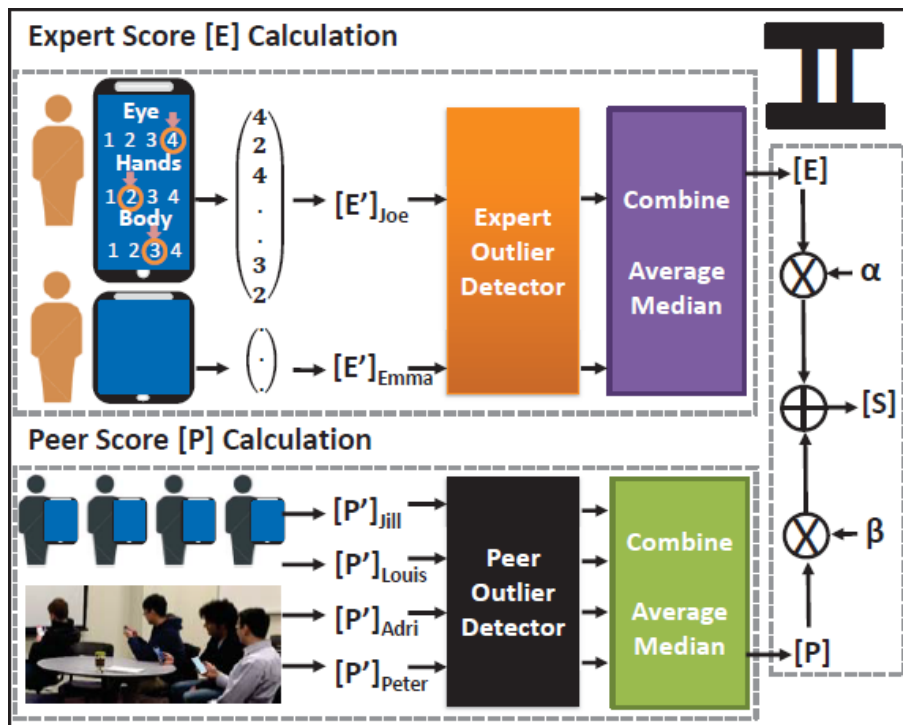 Expert Score [E] Calculation
II
Eye
1 2 3 4
Hands
1 2 3 4
Body
1 2 3 4
4
2
4
.
.
3
2
[E']Joe
.
.
.
[E']Emma
Expert
Outlier
Detector
Combine
Average
Median
[E]
X
α
+
[S]
X
β
[P]
Peer Score [P] Calculation
[P']Jill
[P']Louis
[P']Adri
[P']Peter
Peer
Outlier
Detector
Combine
Average
Median